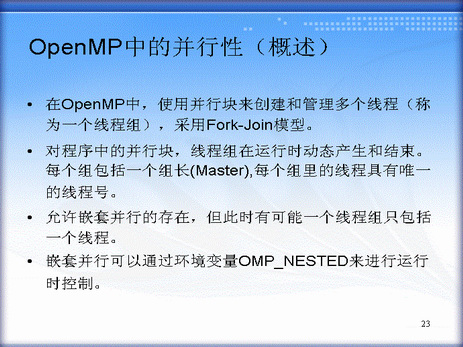 OpenMP中的并行性（概述）
• 在OpenMP中，使用并行块来创建和管理多个线程（称
为一个线程组），采用Fork-Join模型。
• 对程序中的并行块，线程组在运行时动态产生和结束。
每个组包括一个组长(Master),每个组里的线程具有唯一
的线程号。
• 允许嵌套并行的存在，但此时有可能一个线程组只包括
一个线程。
• 嵌套并行可以通过环境变量OMP_NESTED来进行运行
时控制。
23